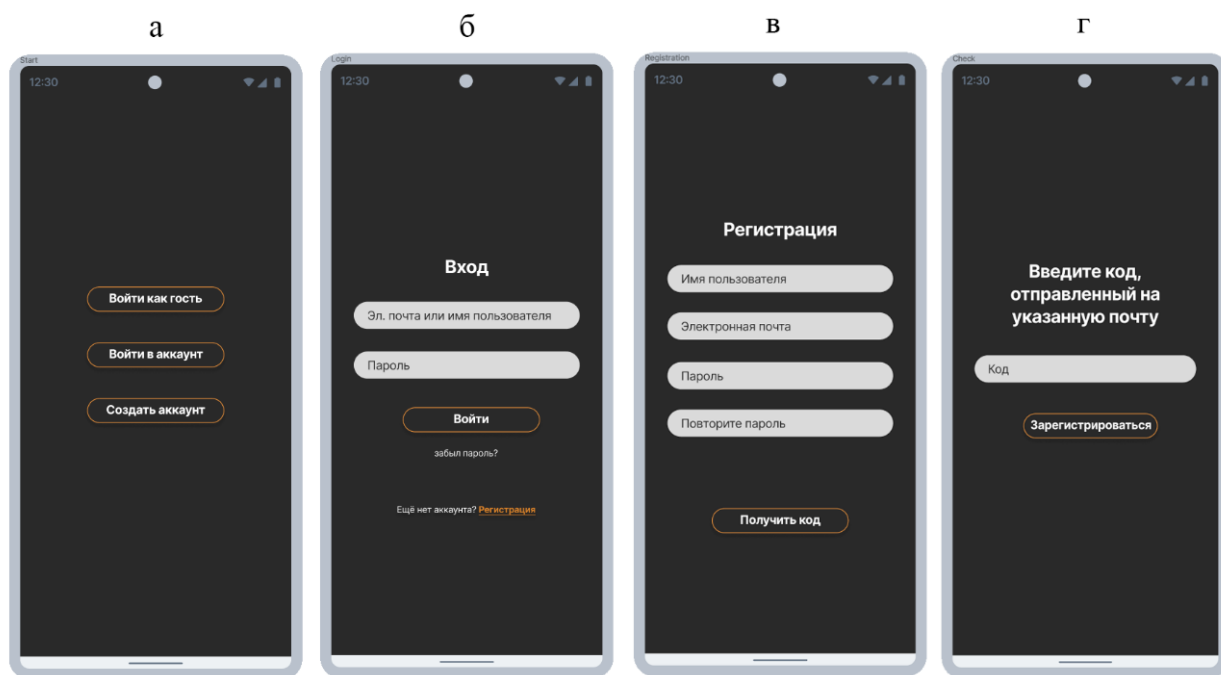 а
Start
12:30
Войти как гость
Войти в аккаунт
Создать аккаунт
б
Login
12:30
Вход
Эл. почта или имя пользователя
Пароль
Войти
забыл пароль?
Ещё нет аккаунта? Регистрация
в
Registration
12:30
Регистрация
Имя пользователя
Электронная почта
Пароль
Повторите пароль
Получить код
г
Check
12:30
Введите код,
отправленный на
указанную почту
Код
Зарегистрироваться